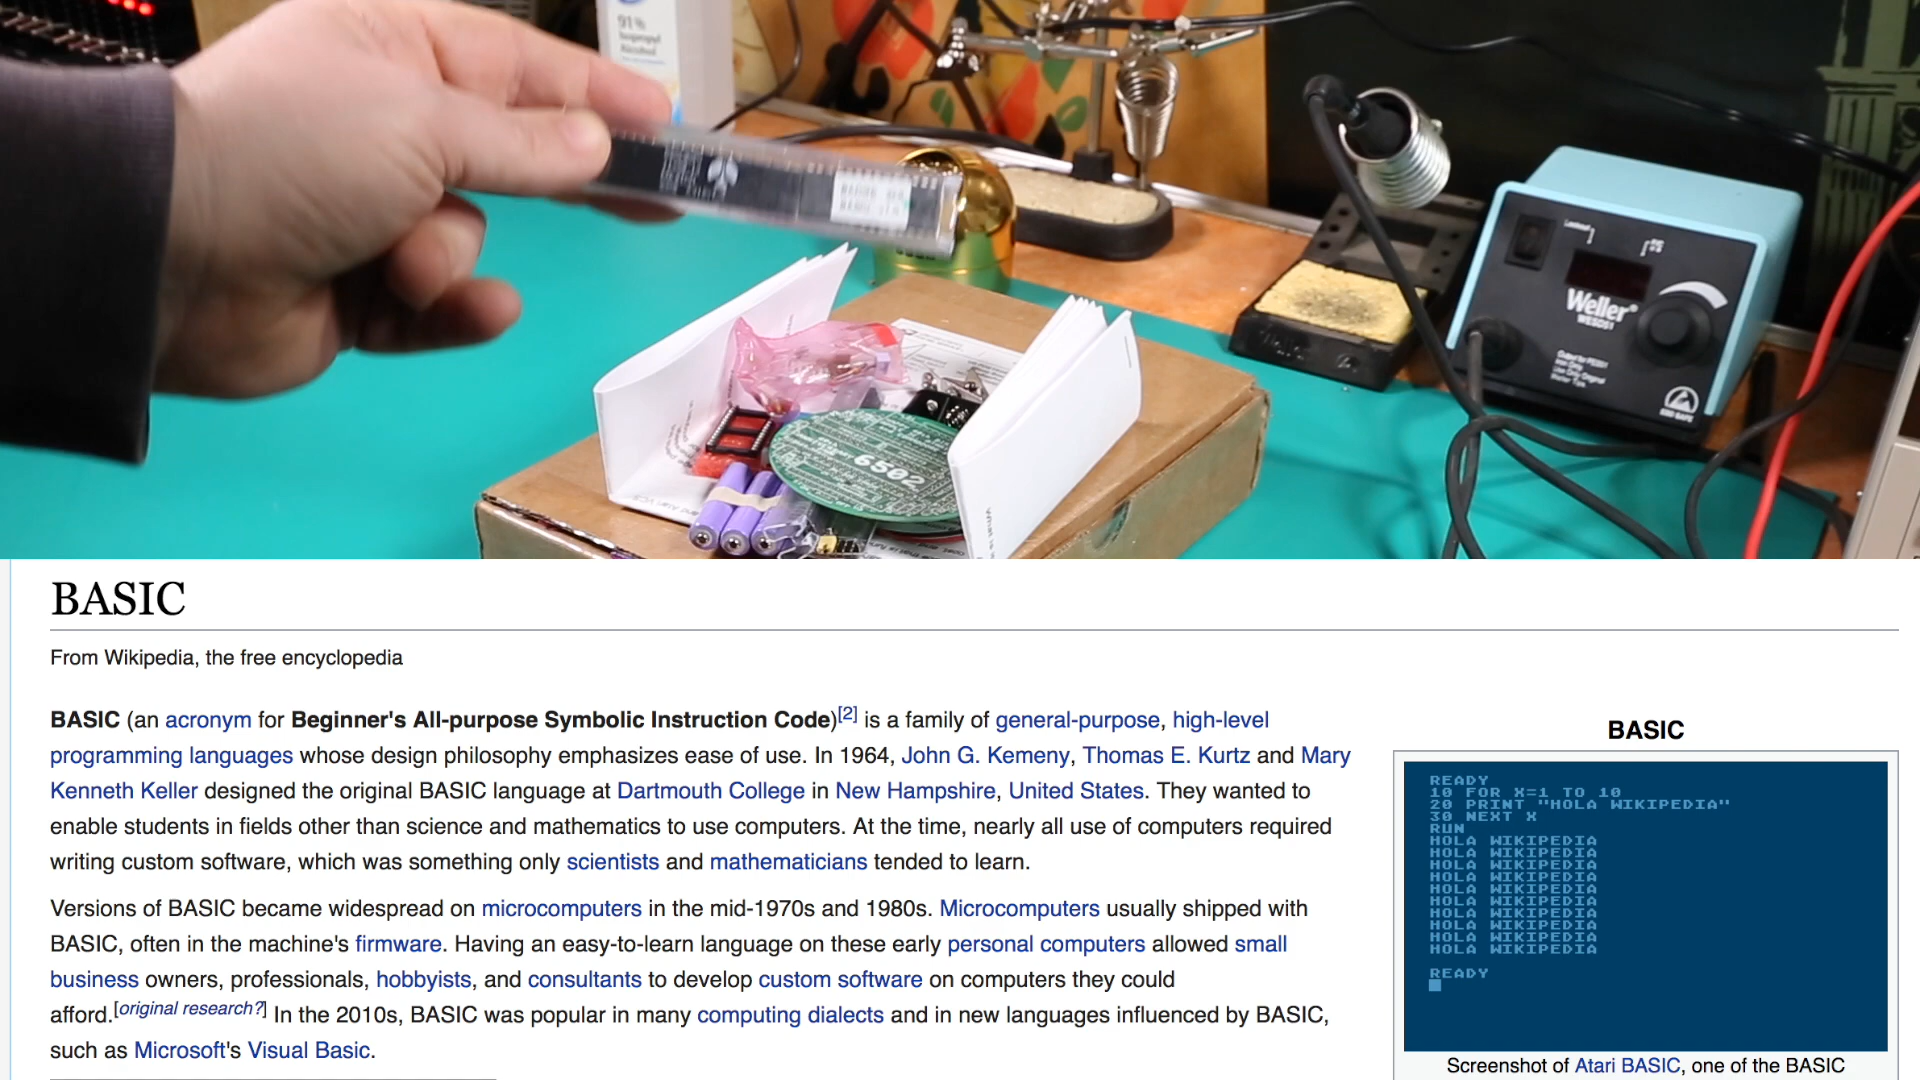 91%
Isopropyl
Alcohol
Weller®
WESD51
ESD SAFE
6502
BASIC
From Wikipedia, the free encyclopedia
BASIC (an acronym for Beginner's All-purpose Symbolic Instruction Code)[2] is a family of general-purpose, high-level
programming languages whose design philosophy emphasizes ease of use. In 1964, John G. Kemeny, Thomas E. Kurtz and Mary
Kenneth Keller designed the original BASIC language at Dartmouth College in New Hampshire, United States. They wanted to
enable students in fields other than science and mathematics to use computers. At the time, nearly all use of computers required
writing custom software, which was something only scientists and mathematicians tended to learn.
Versions of BASIC became widespread on microcomputers in the mid-1970s and 1980s. Microcomputers usually shipped with
BASIC, often in the machine's firmware. Having an easy-to-learn language on these early personal computers allowed small
business owners, professionals, hobbyists, and consultants to develop custom software on computers they could
afford.[original research?] In the 2010s, BASIC was popular in many computing dialects and in new languages influenced by BASIC,
such as Microsoft's Visual Basic.
BASIC
READY
10 FOR X=1 TO 10
20 PRINT "HOLA WIKIPEDIA"
30 NEXT X
RUN
HOLA WIKIPEDIA
HOLA WIKIPEDIA
HOLA WIKIPEDIA
HOLA WIKIPEDIA
HOLA WIKIPEDIA
HOLA WIKIPEDIA
HOLA WIKIPEDIA
HOLA WIKIPEDIA
HOLA WIKIPEDIA
HOLA WIKIPEDIA
READY
Screenshot of Atari BASIC, one of the BASIC